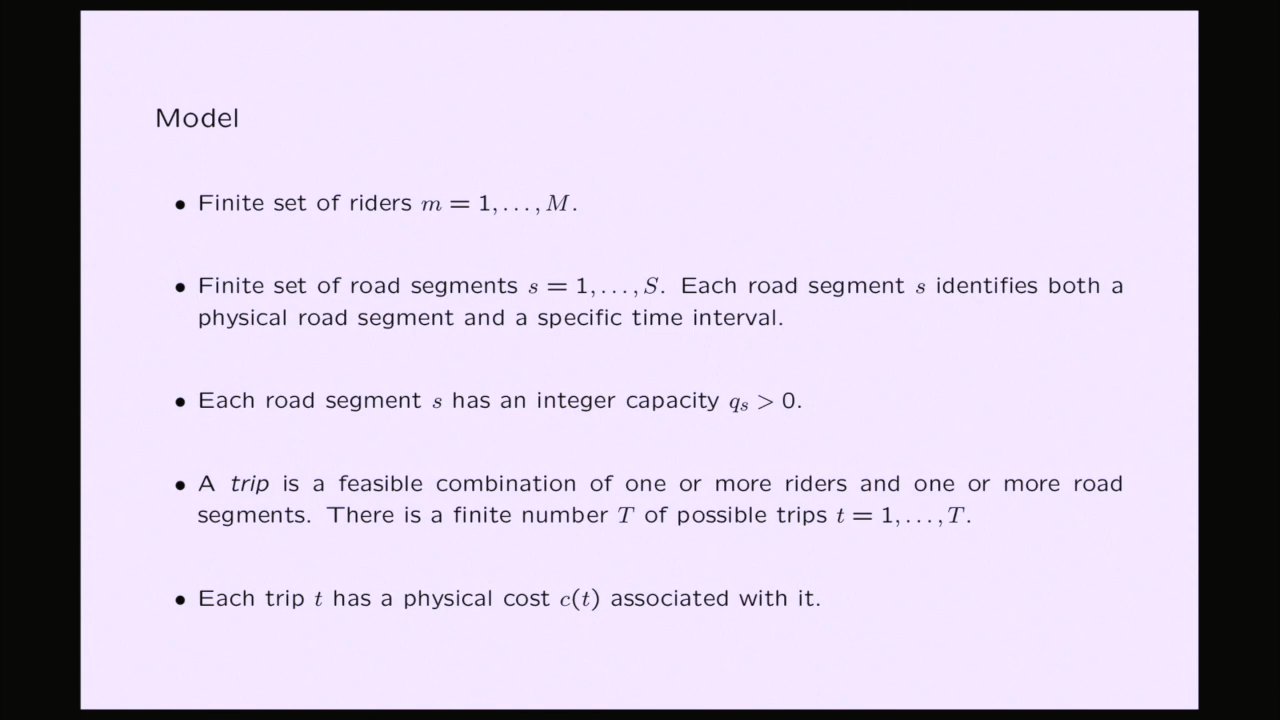 Model
• Finite set of riders m = 1, . . . , M.
• Finite set of road segments s = 1, . . . , S. Each road segment s identifies both a
physical road segment and a specific time interval.
• Each road segment s has an integer capacity qₛ > 0.
• A trip is a feasible combination of one or more riders and one or more road
segments. There is a finite number T of possible trips t = 1, . . . , T.
• Each trip t has a physical cost c(t) associated with it.